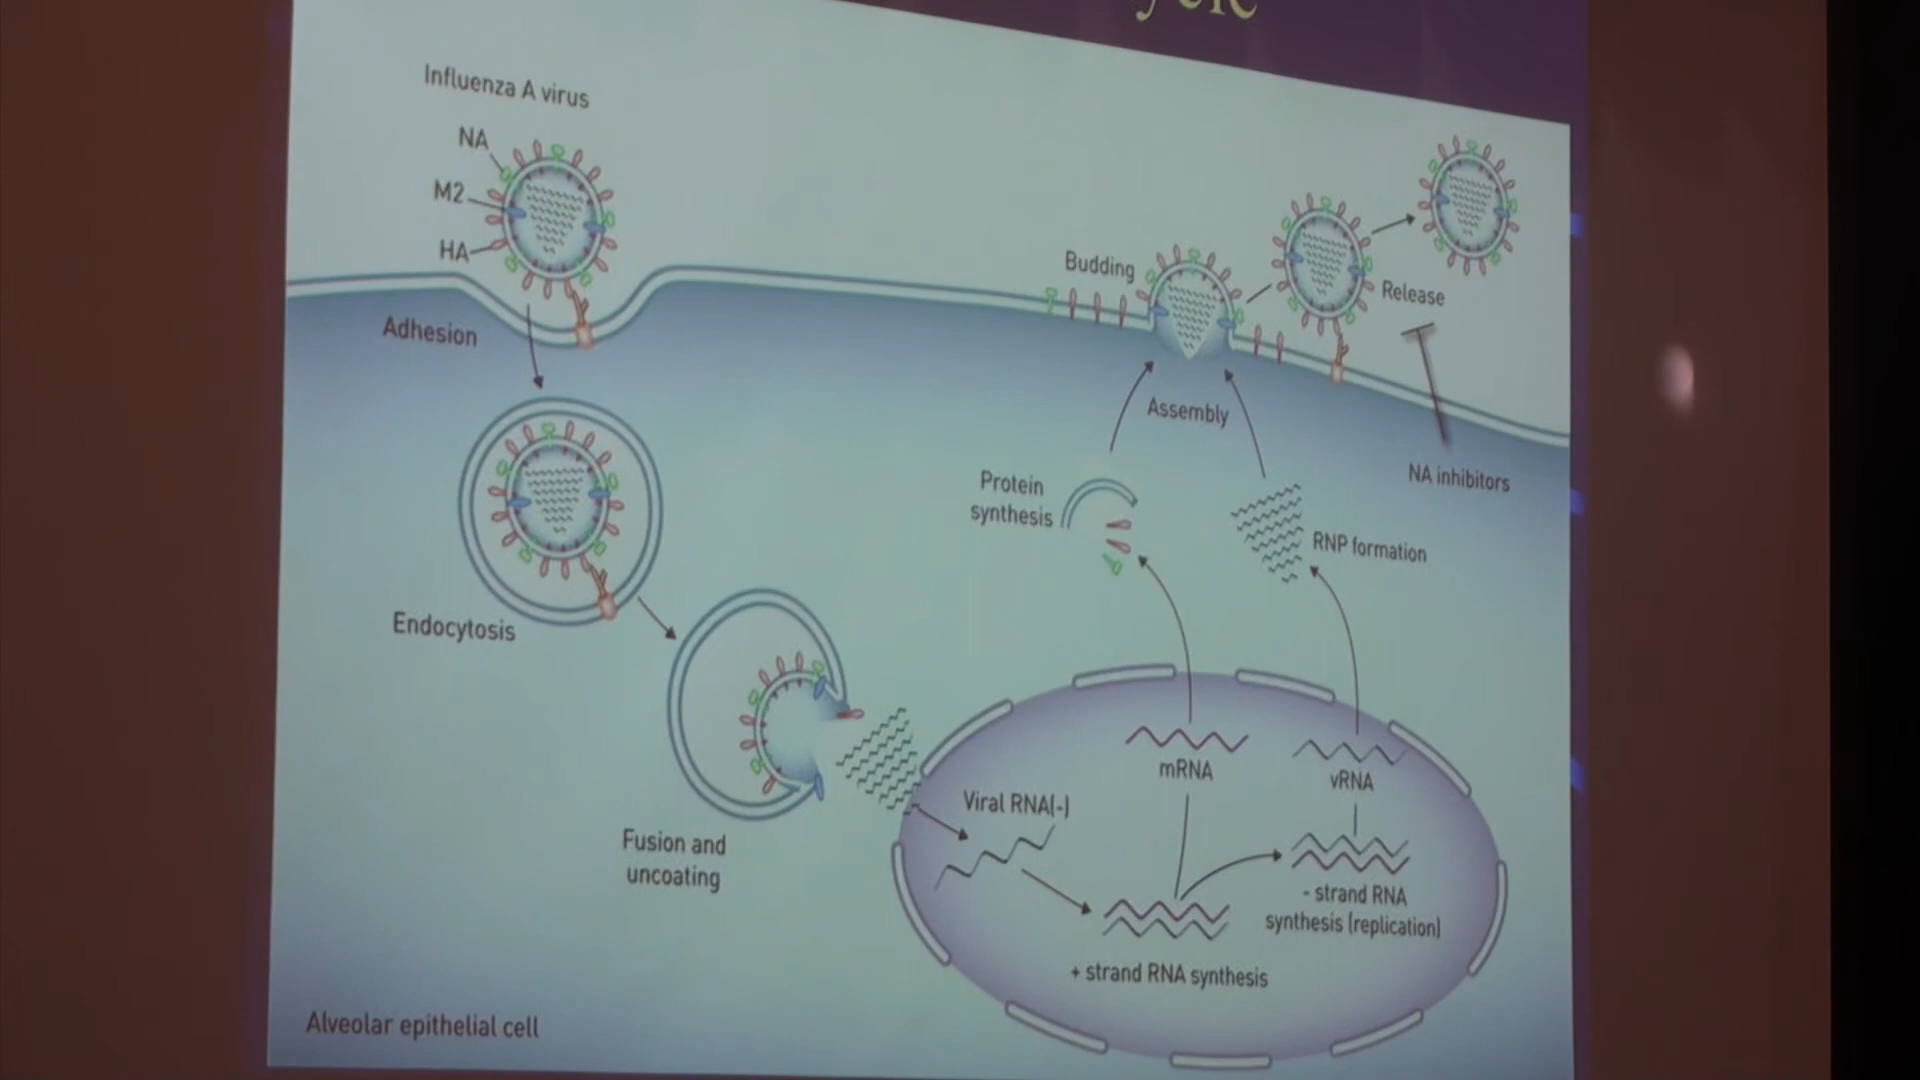 Influenza A virus
NA
M2
HA
Adhesion
Endocytosis
Fusion and
uncoating
Viral RNA(-)
+ strand RNA synthesis
mRNA
- strand RNA
synthesis (replication)
vRNA
Protein
synthesis
RNP formation
Assembly
Budding
Release
NA inhibitors
Alveolar epithelial cell